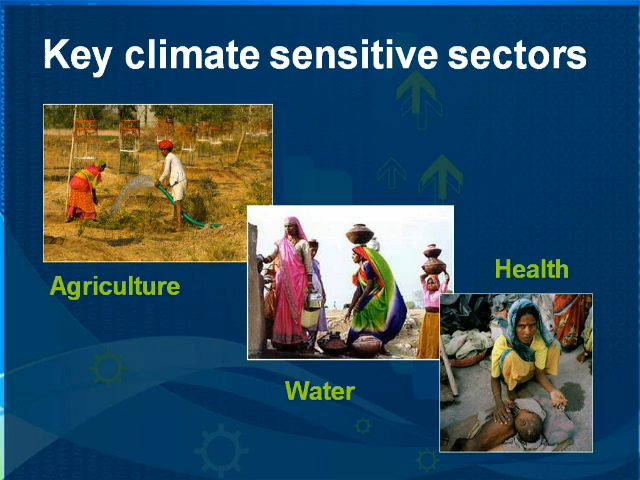 Key climate sensitive sectors
Agriculture
Water
Health